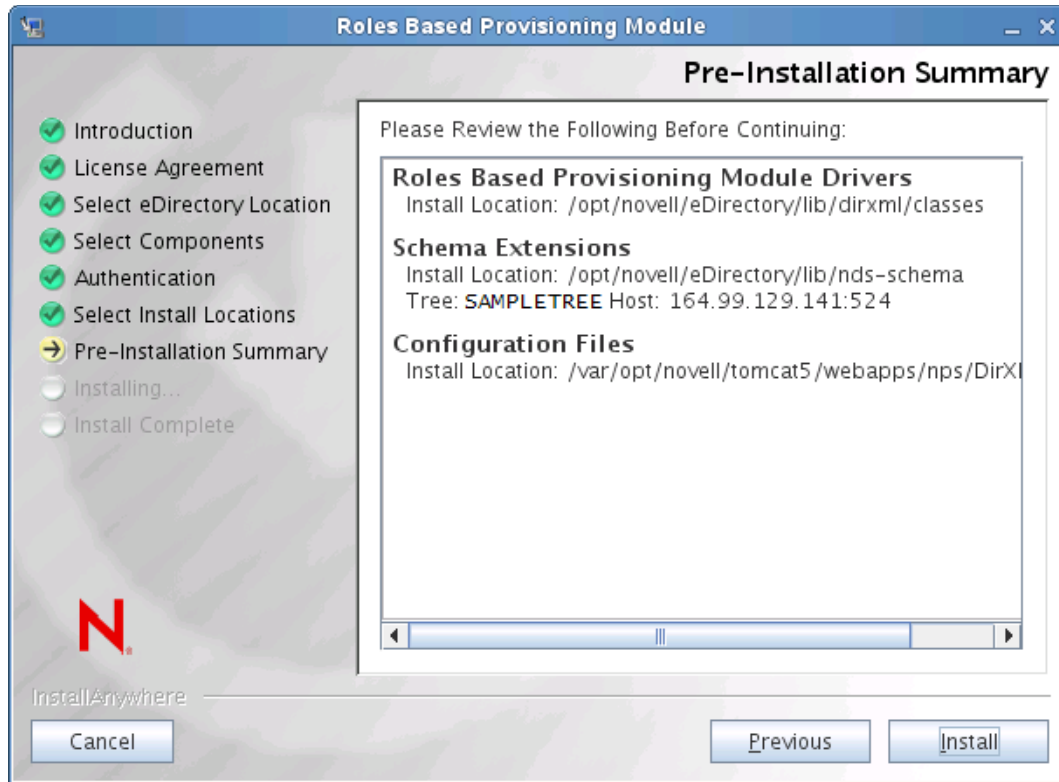 Roles Based Provisioning Module
Pre-Installation Summary
Introduction
License Agreement
Select eDirectory Location
Select Components
Authentication
Select Install Locations
Pre-Installation Summary
Installing...
Install Complete
Please Review the Following Before Continuing:
Roles Based Provisioning Module Drivers
Install Location: /opt/novell/eDirectory/lib/dirxml/classes
Schema Extensions
Install Location: /opt/novell/eDirectory/lib/nds-schema
Tree: SAMPLETREE Host: 164.99.129.141:524
Configuration Files
Install Location: /var/opt/novell/tomcat5/webapps/nps/DirX
N
InstallAnywhere
Cancel
Previous
Install